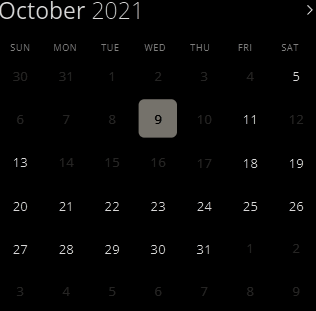 October 2021
SUN MON TUE WED THU FRI SAT
30 31 1 2 3 4 5
6 7 8 9 10 11 12
13 14 15 16 17 18 19
20 21 22 23 24 25 26
27 28 29 30 31 1 2
3 4 5 6 7 8 9